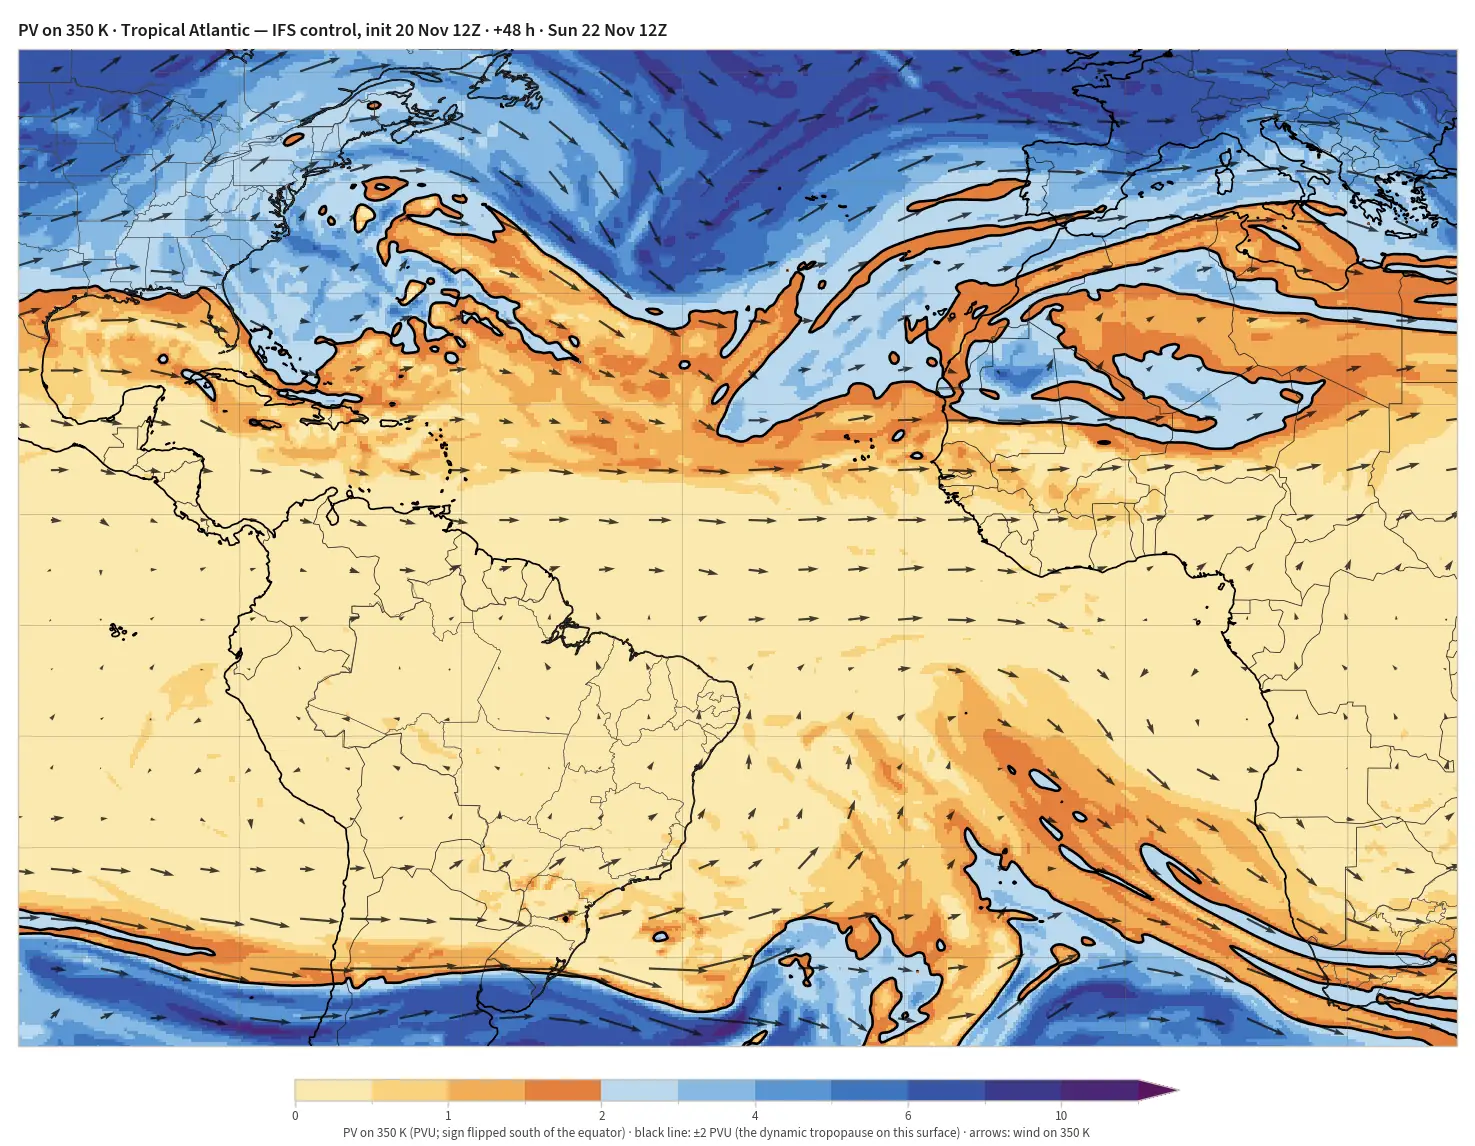 PV on 350 K · Tropical Atlantic — IFS control, init 20 Nov 12Z · +48 h · Sun 22 Nov 12Z
0 1 2 4 6 10
PV on 350 K (PVU; sign flipped south of the equator) · black line: ±2 PVU (the dynamic tropopause on this surface) · arrows: wind on 350 K